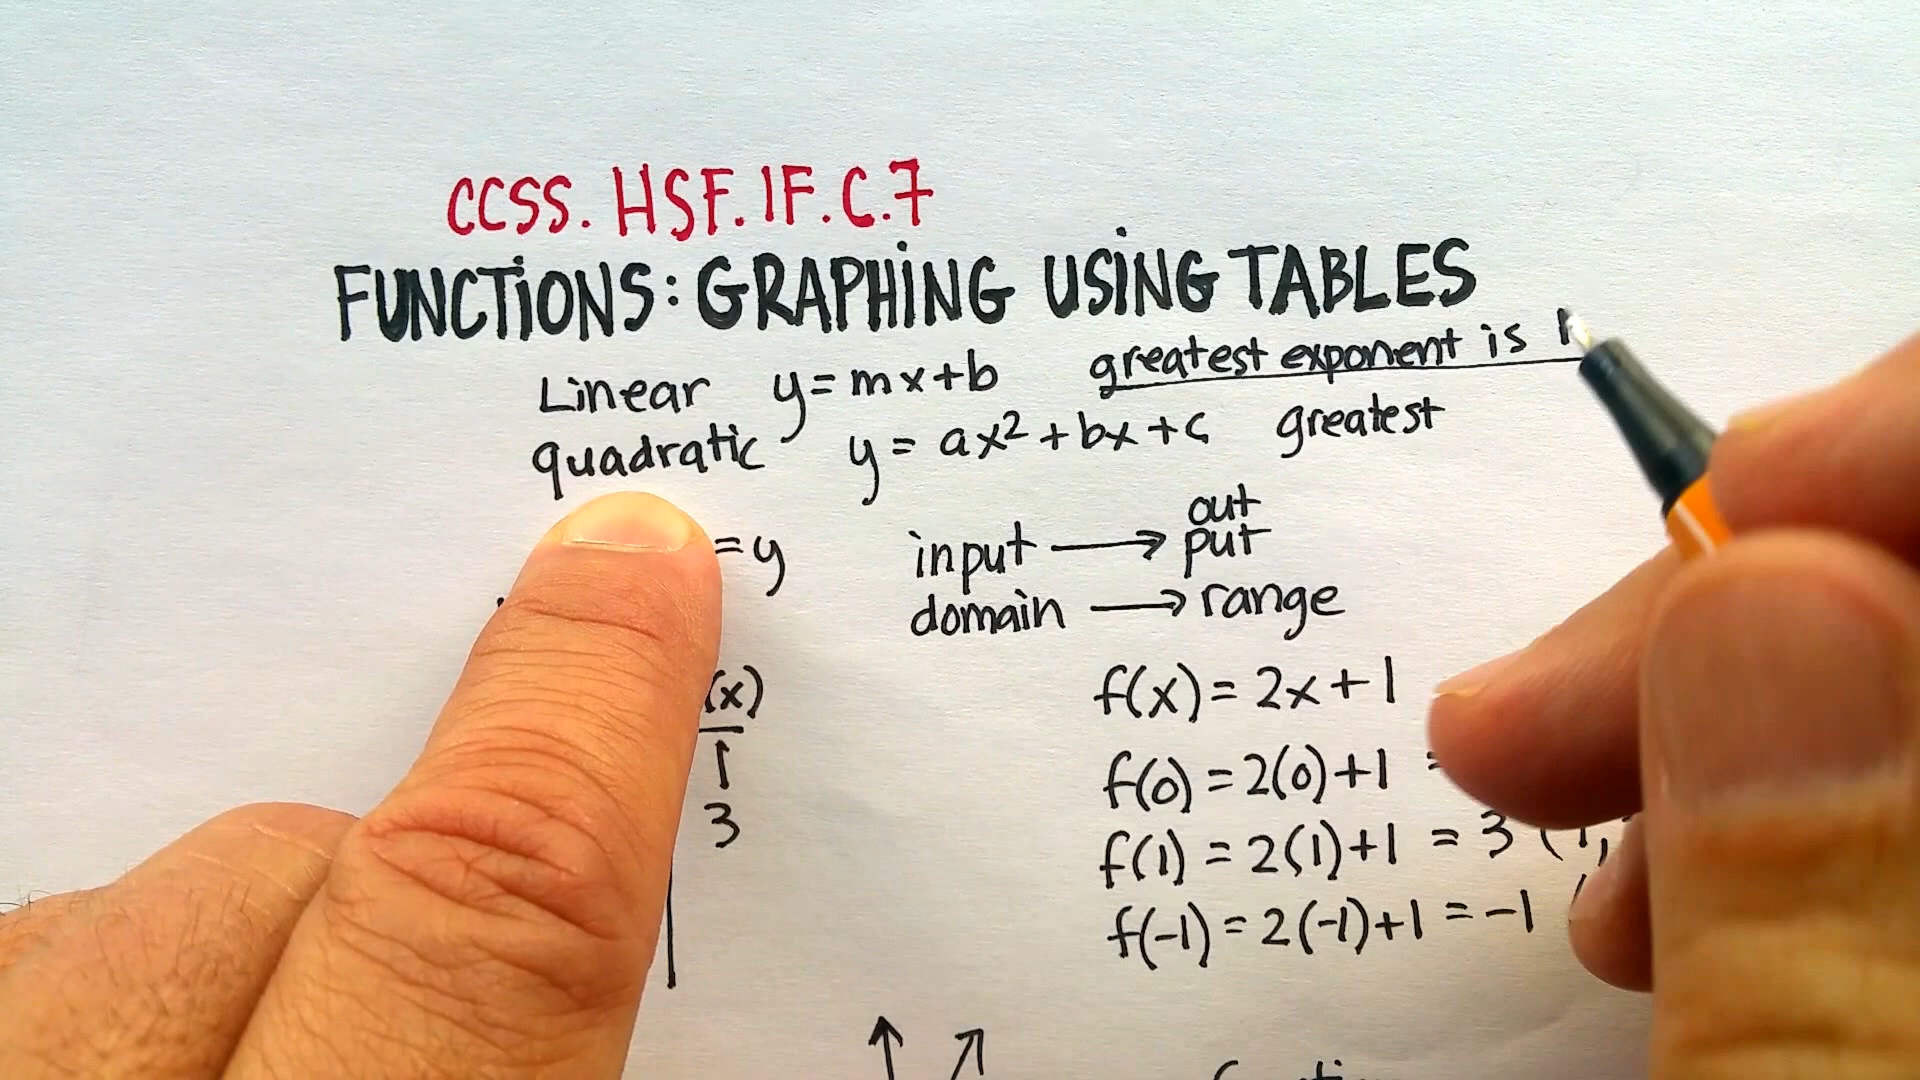 CCSS.HSF.IF.C.7
FUNCTIONS: GRAPHING USING TABLES
Linear y=mx+b greatest exponent is 1
quadratic y=ax²+bx+c greatest
=y input → out put
domain → range
(x) f(x)=2x+1
1 f(0)=2(0)+1 =
3 f(1)=2(1)+1 =3 (1,
f(-1)=2(-1)+1=-1 (